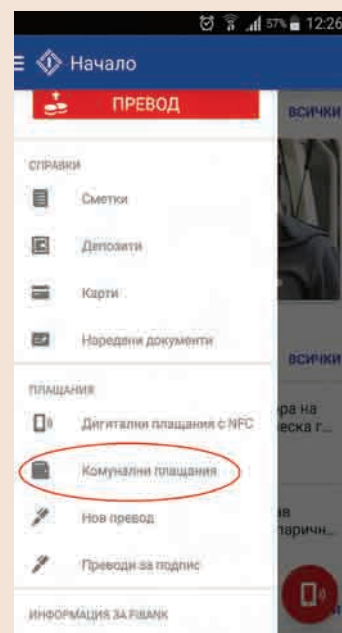 57% 12:26
Начало
ПРЕВОД
ВСИЧКИ
СПРАВКИ
Сметки
Депозити
Карти
Наредени документи
ВСИЧКИ
ПЛАЩАНИЯ
Дигитални плащания с NFC
Комунални плащания
Нов превод
Преводи за подпис
ИНФОРМАЦИЯ ЗА FIBANK